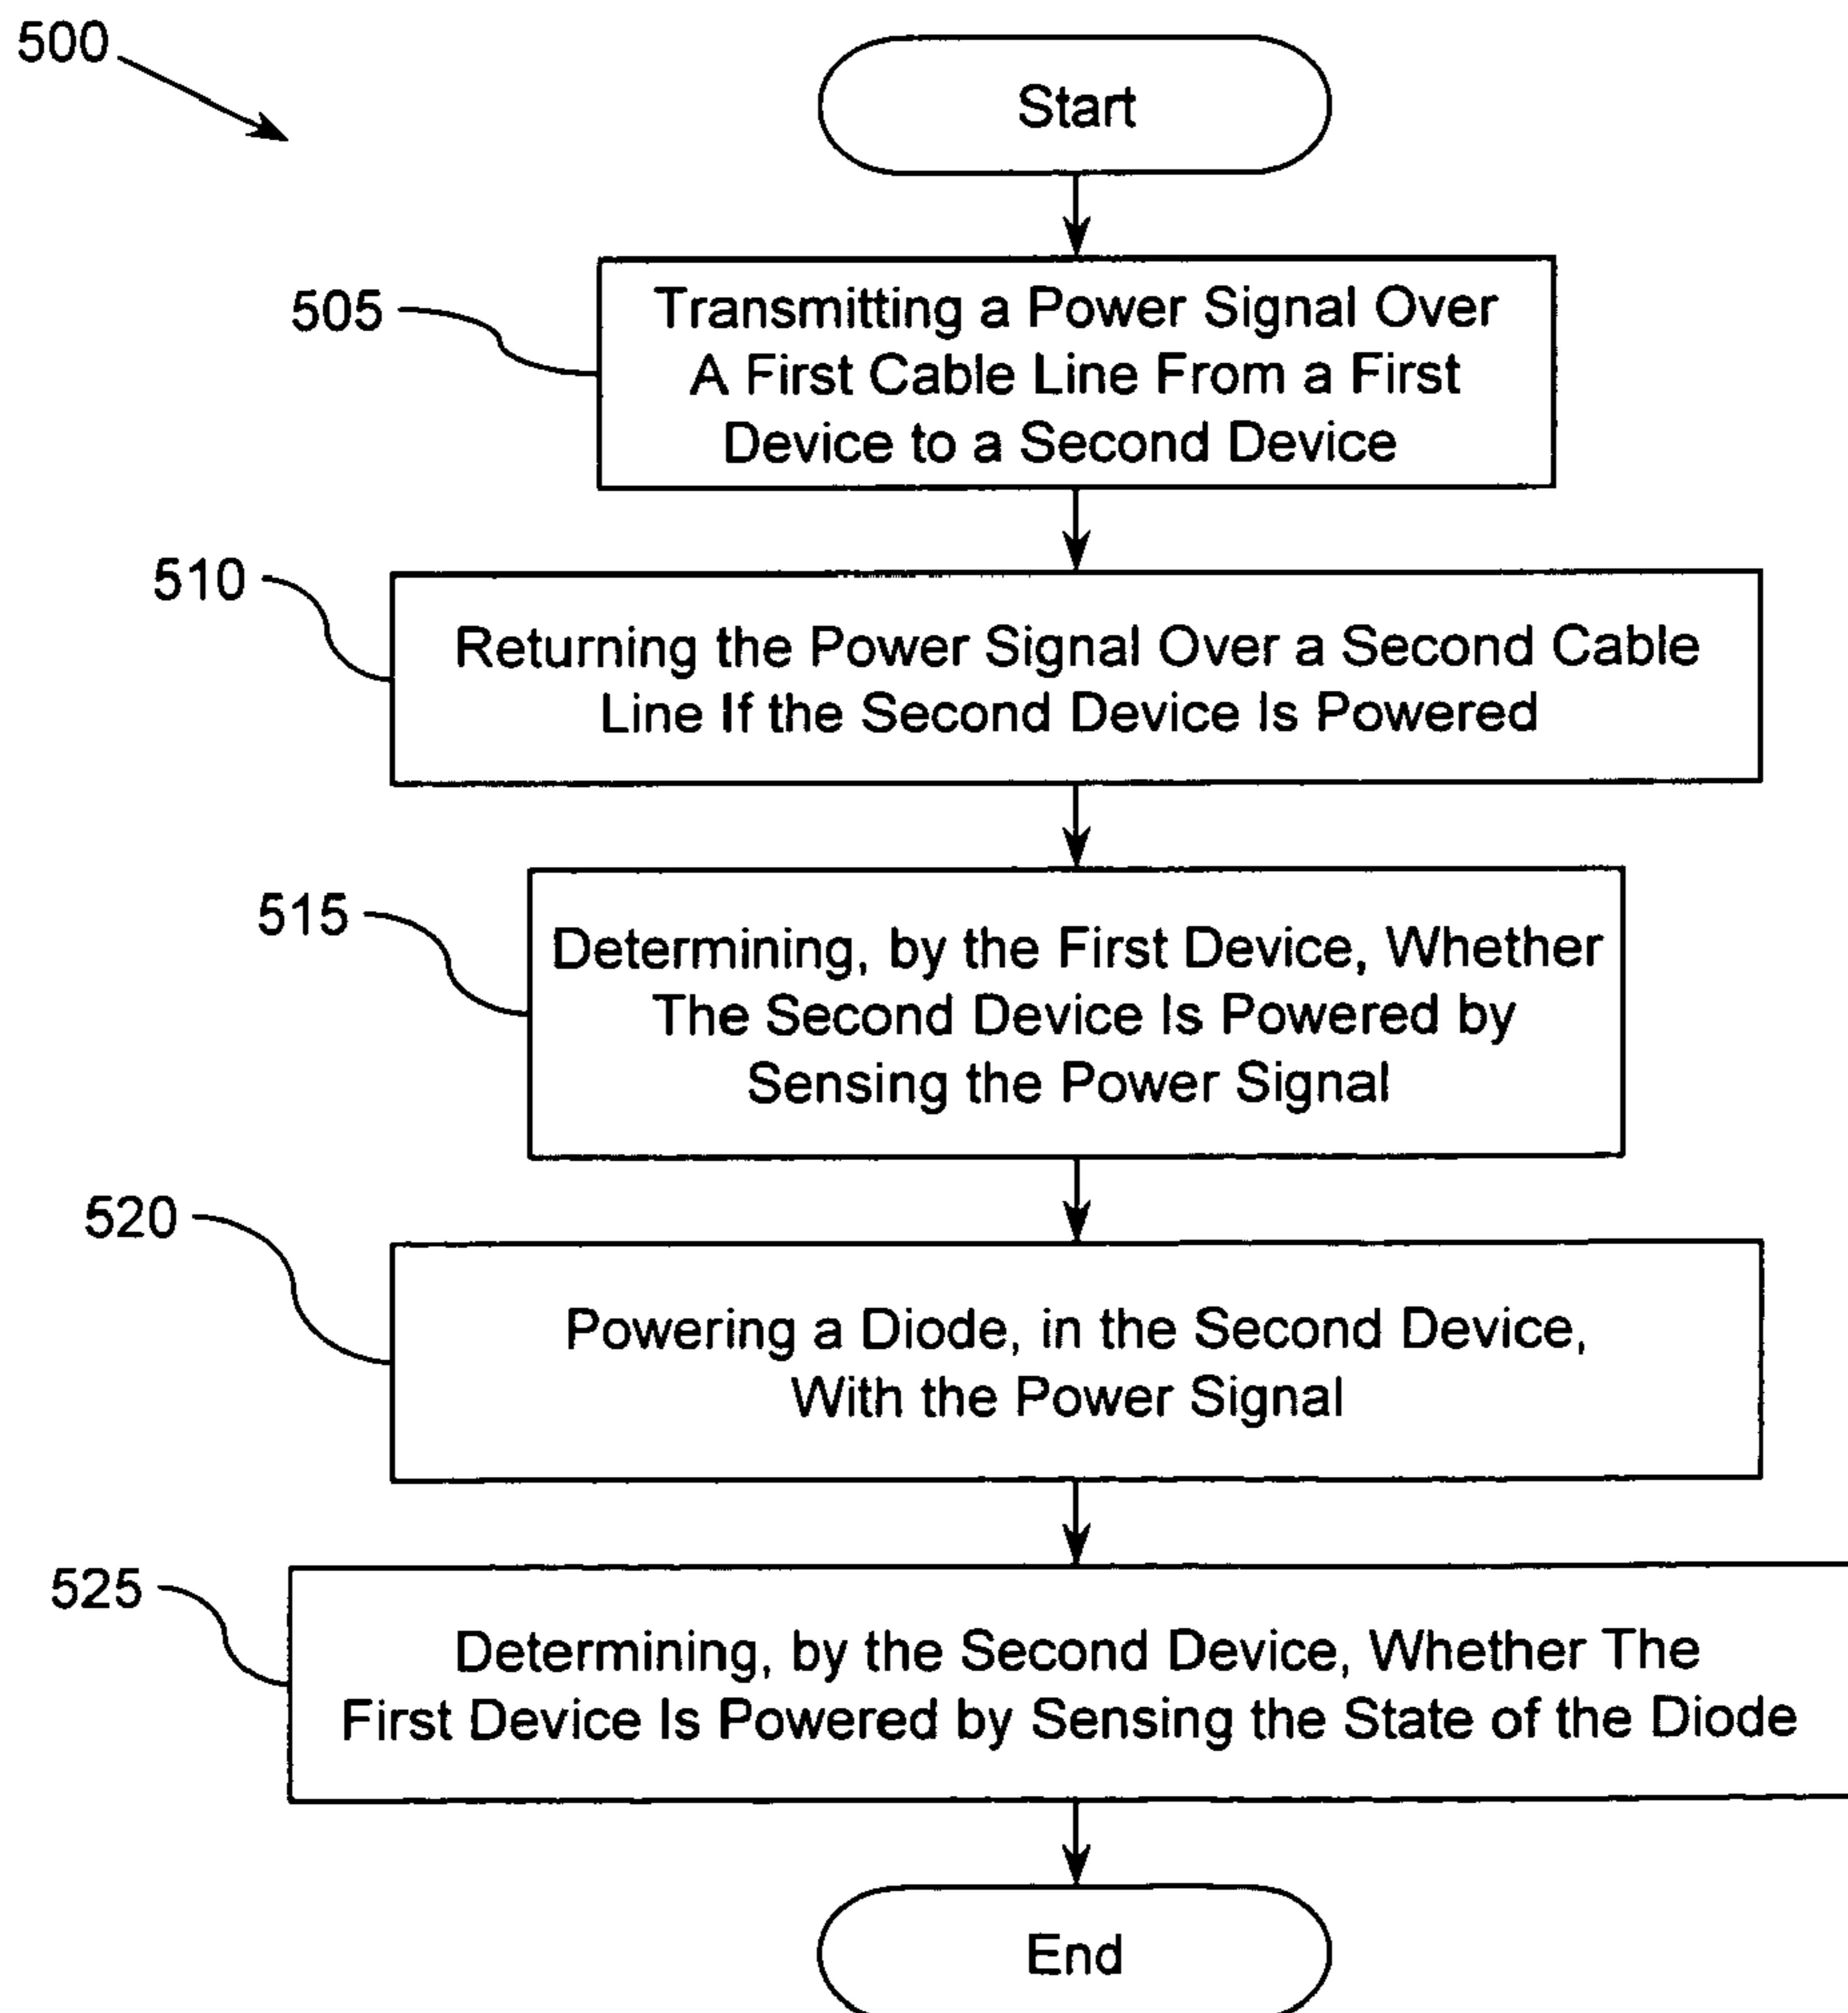 500
Start
505
Transmitting a Power Signal Over
A First Cable Line From a First
Device to a Second Device
510
Returning the Power Signal Over a Second Cable
Line If the Second Device Is Powered
515
Determining, by the First Device, Whether
The Second Device Is Powered by
Sensing the Power Signal
520
Powering a Diode, in the Second Device,
With the Power Signal
525
Determining, by the Second Device, Whether The
First Device Is Powered by Sensing the State of the Diode
End